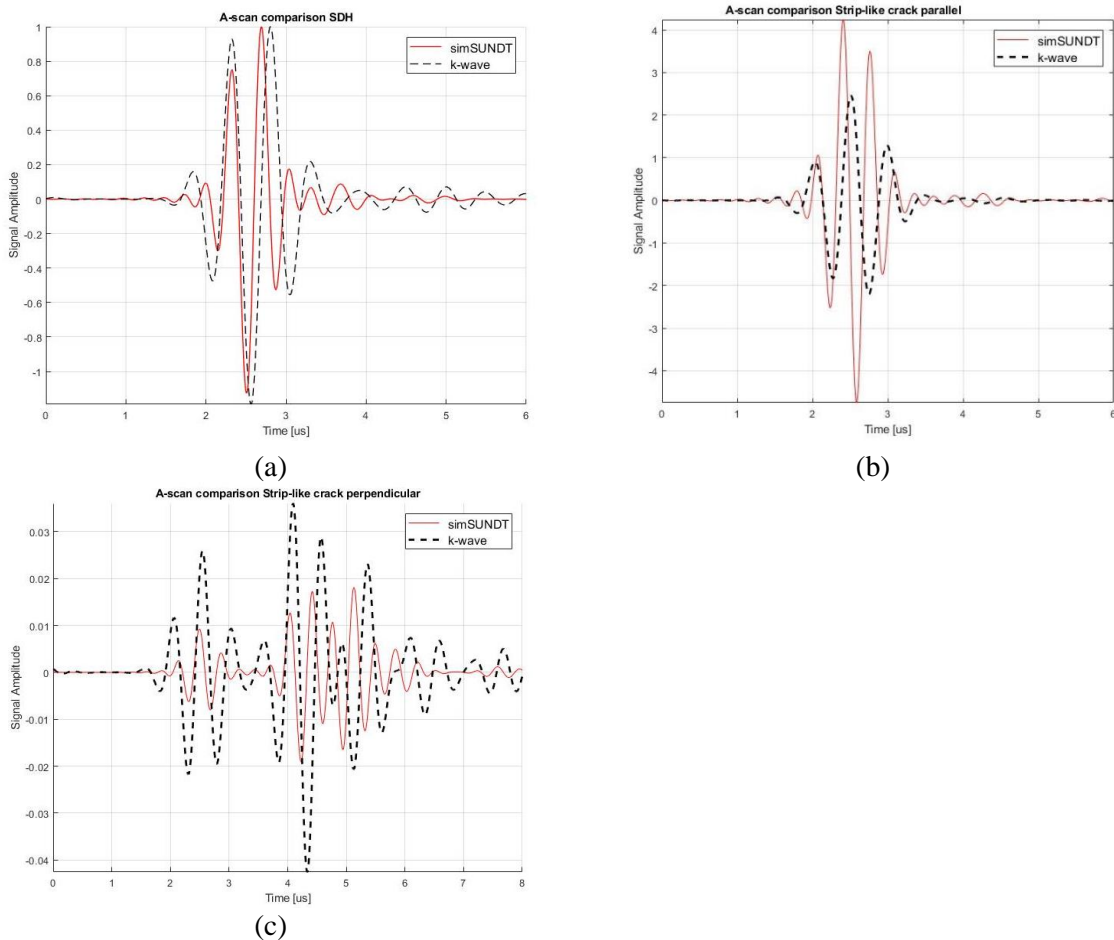 A-scan comparison SDH
simSUNDT
k-wave
1
0.8
0.6
0.4
0.2
0
-0.2
-0.4
-0.6
-0.8
-1
Signal Amplitude
0 1 2 3 4 5 6
Time [us]
(a)
A-scan comparison Strip-like crack parallel
simSUNDT
k-wave
4
3
2
1
0
-1
-2
-3
-4
Signal Amplitude
0 1 2 3 4 5 6
Time [us]
(b)
A-scan comparison Strip-like crack perpendicular
simSUNDT
k-wave
0.03
0.02
0.01
0
-0.01
-0.02
-0.03
-0.04
Signal Amplitude
0 1 2 3 4 5 6 7 8
Time [us]
(c)